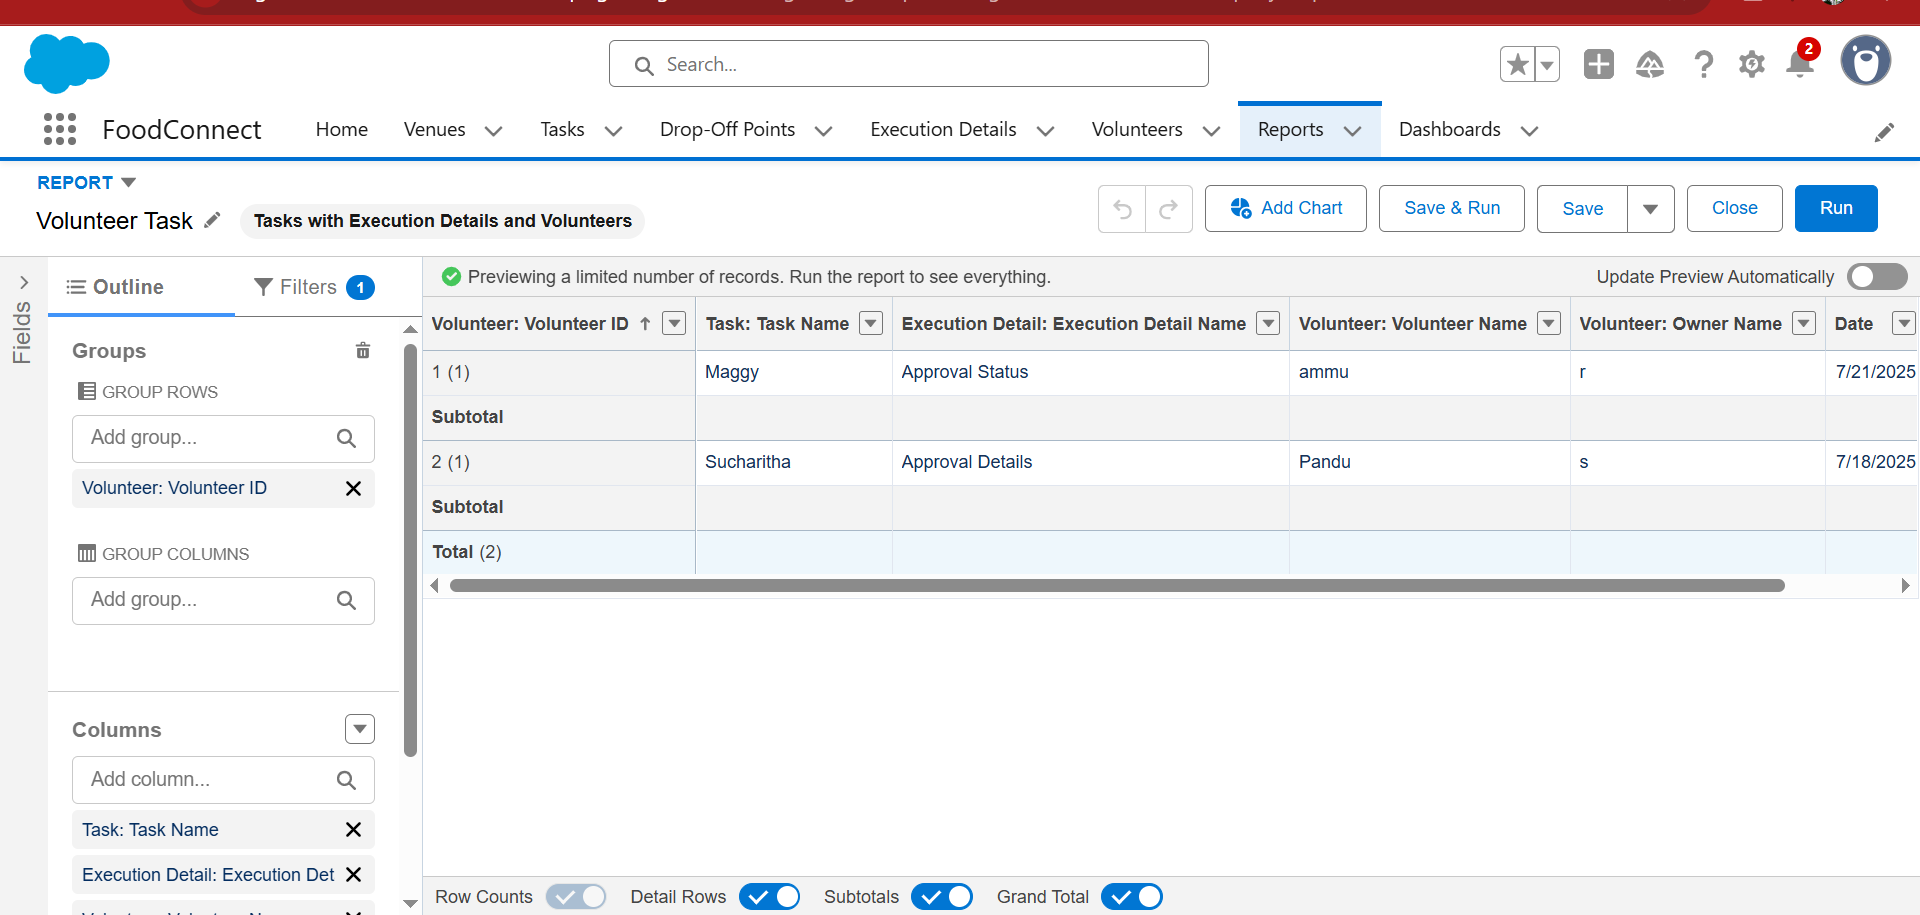 Search...
2
FoodConnect
Home
Venues
Tasks
Drop-Off Points
Execution Details
Volunteers
Reports
Dashboards
REPORT
Volunteer Task
Tasks with Execution Details and Volunteers
Add Chart
Save & Run
Save
Close
Run
Fields
Outline
Filters 1
Previewing a limited number of records. Run the report to see everything.
Update Preview Automatically
Groups
GROUP ROWS
Add group...
Volunteer: Volunteer ID
GROUP COLUMNS
Add group...
Columns
Add column...
Task: Task Name
Execution Detail: Execution Det
Volunteer: Volunteer ID
Task: Task Name
Execution Detail: Execution Detail Name
Volunteer: Volunteer Name
Volunteer: Owner Name
Date
1 (1)
Maggy
Approval Status
ammu
r
7/21/2025
Subtotal
2 (1)
Sucharitha
Approval Details
Pandu
s
7/18/2025
Subtotal
Total (2)
Row Counts
Detail Rows
Subtotals
Grand Total